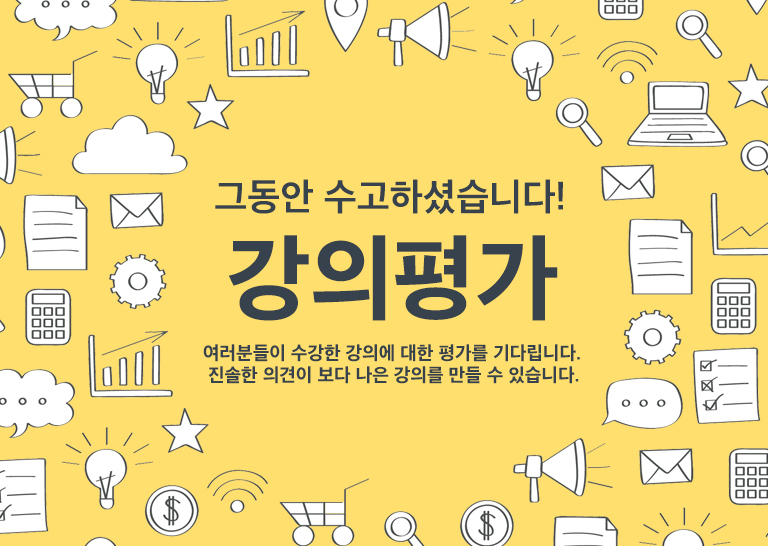 그동안 수고하셨습니다!
강의평가
여러분들이 수강한 강의에 대한 평가를 기다립니다.
진솔한 의견이 보다 나은 강의를 만들 수 있습니다.